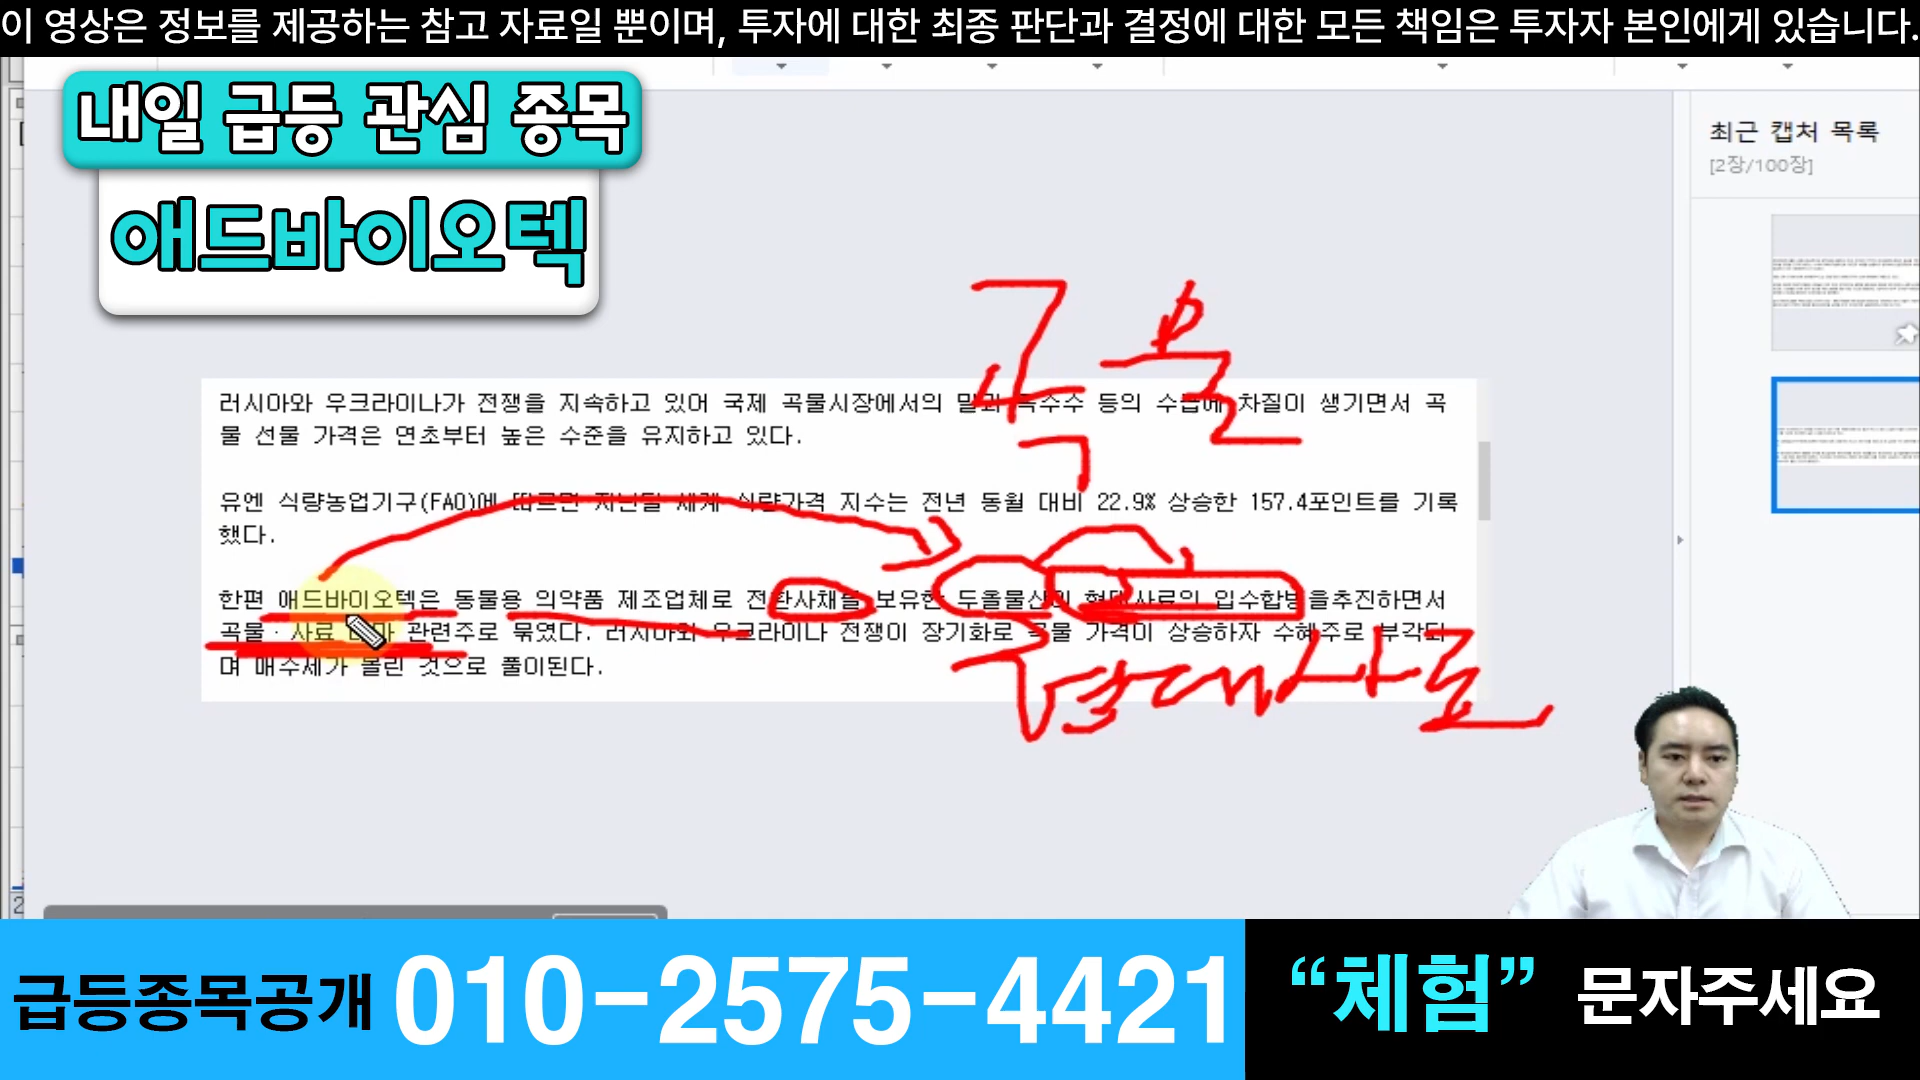 이 영상은 정보를 제공하는 참고 자료일 뿐이며, 투자에 대한 최종 판단과 결정에 대한 모든 책임은 투자자 본인에게 있습니다.
내일 급등 관심 종목
애드바이오텍
최근 캡처 목록
[2장/100장]
러시아와 우크라이나가 전쟁을 지속하고 있어 국제 곡물시장에서의 밀과 옥수수 등의 수급에 차질이 생기면서 곡
물 선물 가격은 연초부터 높은 수준을 유지하고 있다.
유엔 식량농업기구(FAO)에 따르면 지난달 세계 식량가격 지수는 전년 동월 대비 22.9% 상승한 157.4포인트를 기록
했다.
한편 애드바이오텍은 동물용 의약품 제조업체로 전환사채를 보유한 두올물산의 현대사료의 인수합병을추진하면서
곡물· 사료 관련주로 묶였다. 러시아와 우크라이나 전쟁이 장기화로 곡물 가격이 상승하자 수혜주로 부각되
며 매수세가 몰린 것으로 풀이된다.
현대사료
급등종목공개 010-2575-4421 “체험” 문자주세요